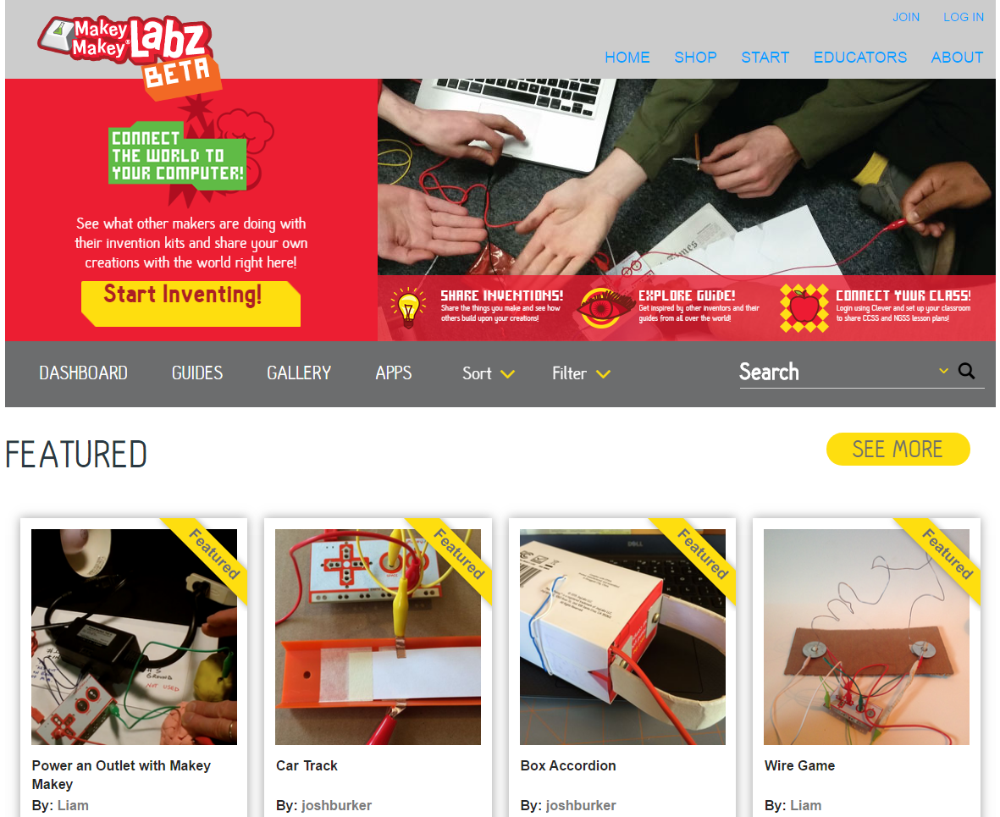 Makey
Makey®
Labz
BETA
JOIN LOG IN
HOME SHOP START EDUCATORS ABOUT
CONNECT
THE WORLD TO
YOUR COMPUTER!
See what other makers are doing with
their invention kits and share your own
creations with the world right here!
Start Inventing!
Times
SHARE INVENTIONS!
Share the things you make and see how
others build upon your creations!
EXPLORE GUIDE!
Get inspired by other inventors and their
guides from all over the world!
CONNECT YOUR CLASS!
Login using Clever and set up your classroom
to share CCSS and NGSS lesson plans!
DASHBOARD GUIDES GALLERY APPS Sort Filter Search
FEATURED
SEE MORE
Featured
Featured
Featured
Featured
GROUND
NOT USED
DELL
Power an Outlet with Makey
Makey
By: Liam
Car Track
By: joshburker
Box Accordion
By: joshburker
Wire Game
By: Liam